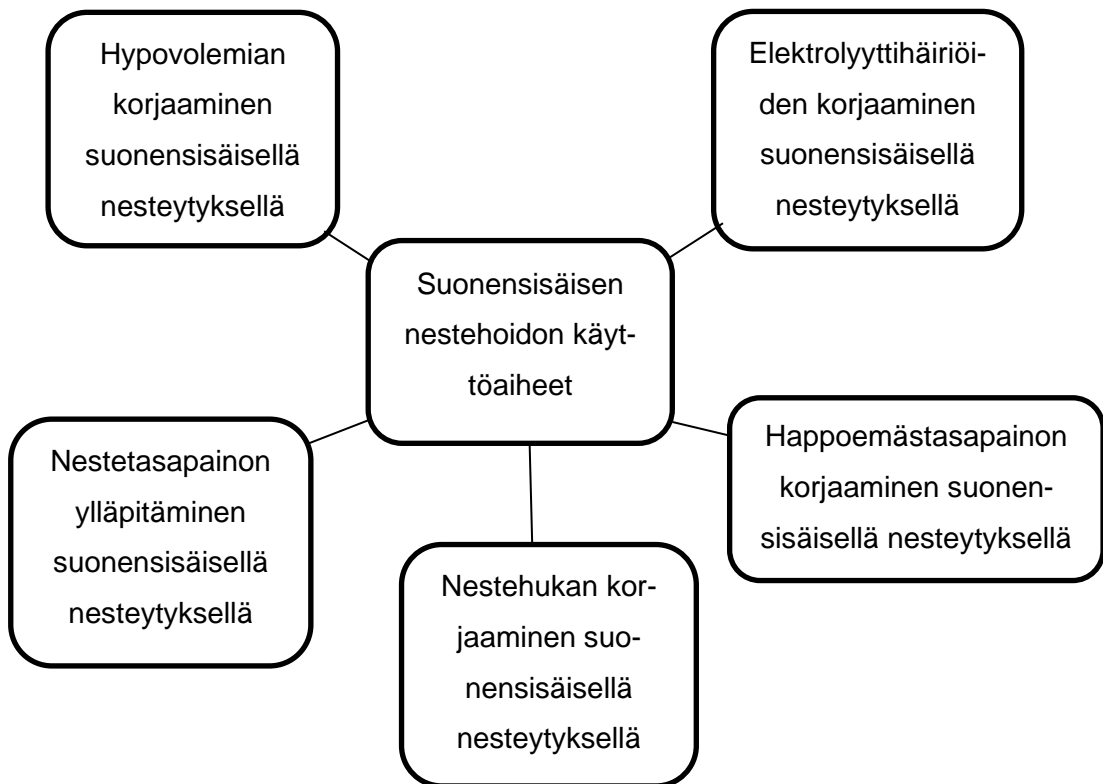 Hypovolemian
korjaaminen
suonensisäisellä
nesteytyksellä
Elektrolyyttihäiriöi-
den korjaaminen
suonensisäisellä
nesteytyksellä
Suonensisäisen
nestehoidon käyt-
töaiheet
Nestetasapainon
ylläpitäminen
suonensisäisellä
nesteytyksellä
Happoemästasapainon
korjaaminen suonen-
sisäisellä nesteytyksellä
Nestehukan kor-
jaaminen suo-
nensisäisellä
nesteytyksellä